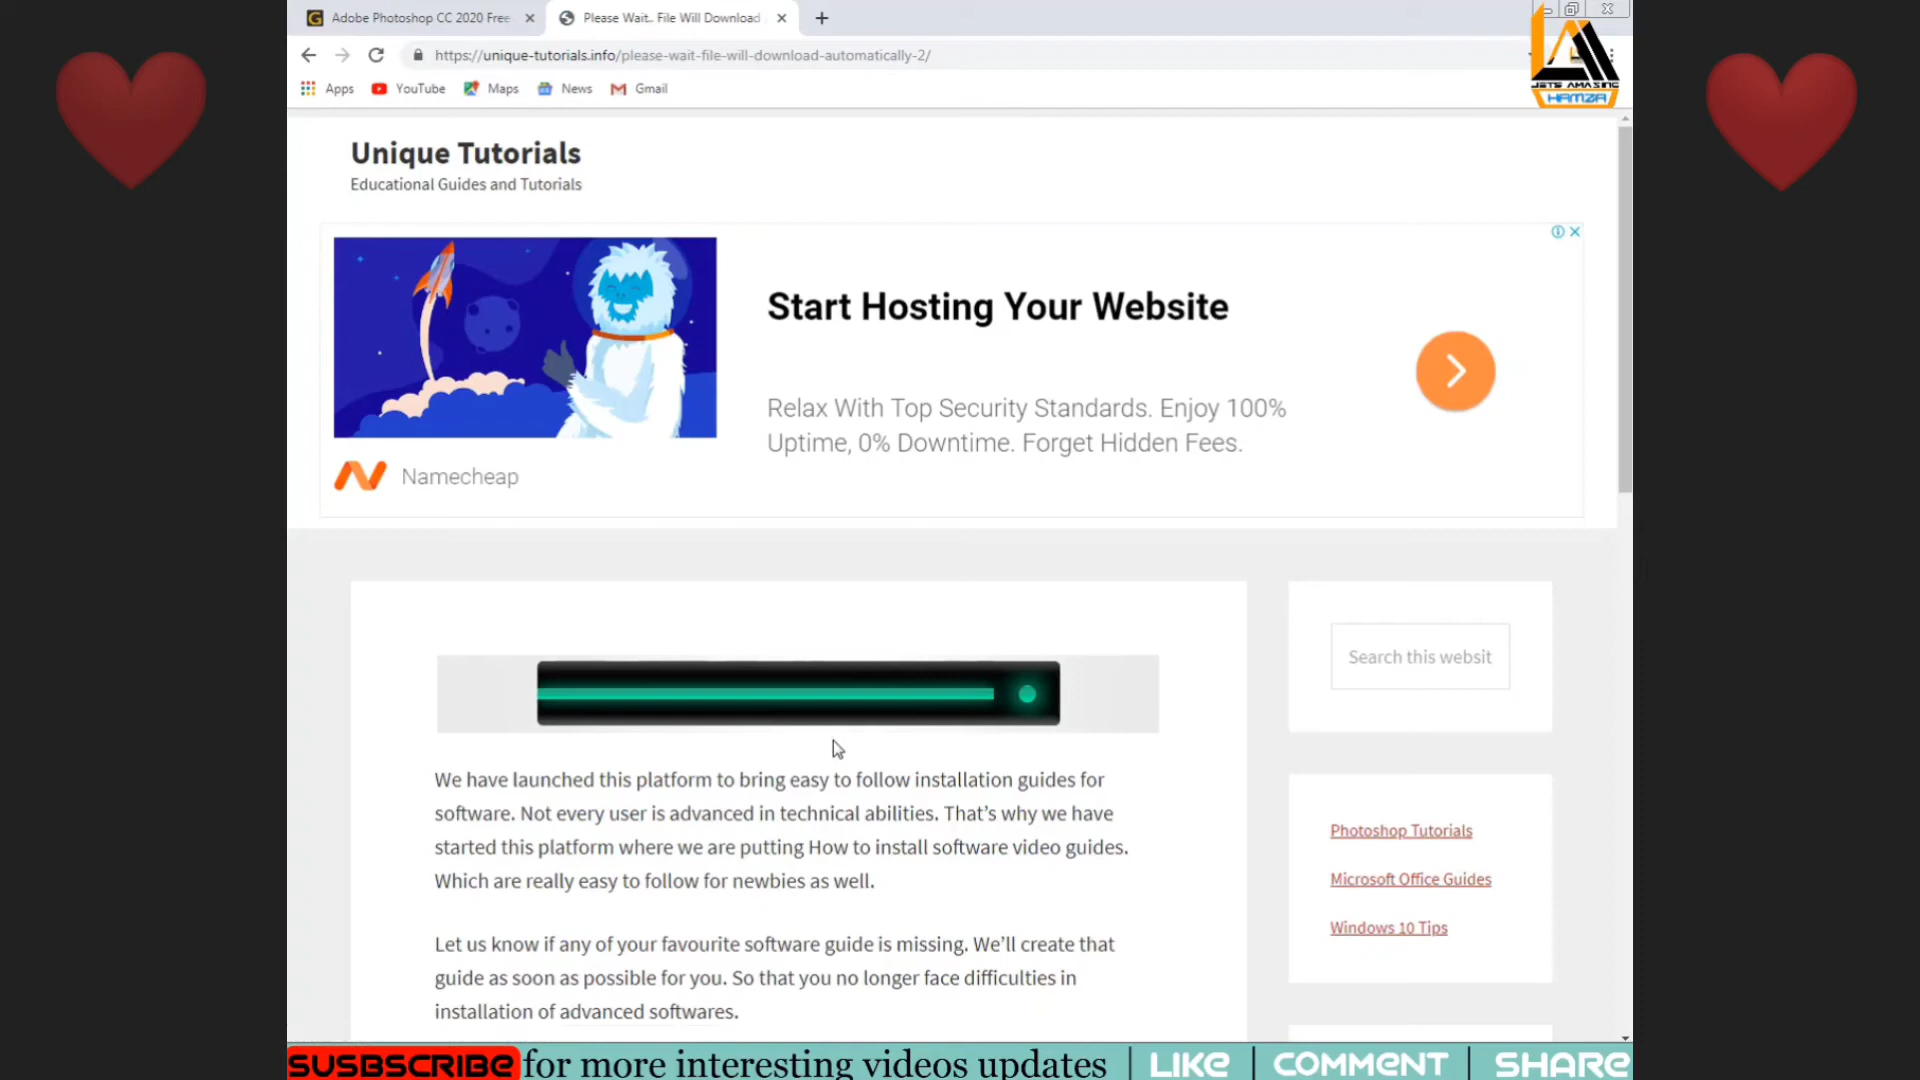 Adobe Photoshop CC 2020 Free
Please Wait.. File Will Download
https://unique-tutorials.info/please-wait-file-will-download-automatically-2/
Apps YouTube Maps News Gmail
JETS AMASING
HAMZA
Unique Tutorials
Educational Guides and Tutorials
Start Hosting Your Website
Relax With Top Security Standards. Enjoy 100%
Uptime, 0% Downtime. Forget Hidden Fees.
Namecheap
Search this websit
We have launched this platform to bring easy to follow installation guides for
software. Not every user is advanced in technical abilities. That’s why we have
started this platform where we are putting How to install software video guides.
Which are really easy to follow for newbies as well.
Let us know if any of your favourite software guide is missing. We’ll create that
guide as soon as possible for you. So that you no longer face difficulties in
installation of advanced softwares.
Photoshop Tutorials
Microsoft Office Guides
Windows 10 Tips
SUSBSCRIBE for more interesting videos updates | LIKE | COMMENT | SHARE